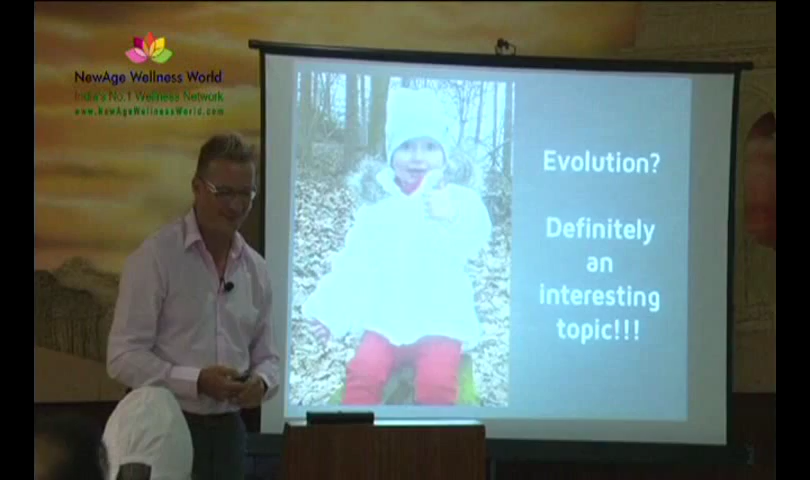 NewAge Wellness World
India's No.1 Wellness Network
www.NewAgeWellnessWorld.com
Evolution?
Definitely
an
interesting
topic!!!